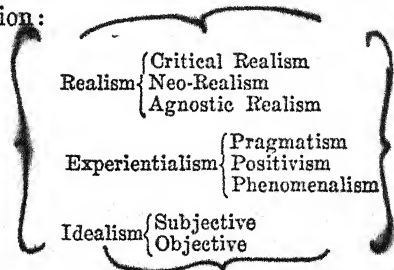 ion:
Critical Realism
Realism{Neo-Realism
Agnostic Realism
Pragmatism
Experientialism{Positivism
Phenomenalism
Idealism{Subjective
Objective